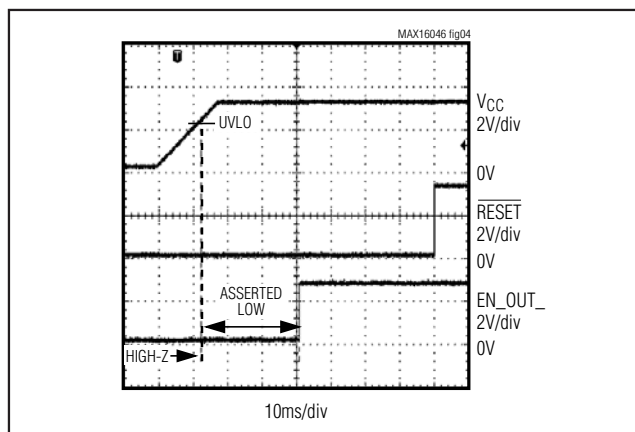 MAX16046 fig04
UVLO
VCC
2V/div
0V
RESET
2V/div
0V
ASSERTED
LOW
EN_OUT_
2V/div
0V
HIGH-Z
10ms/div